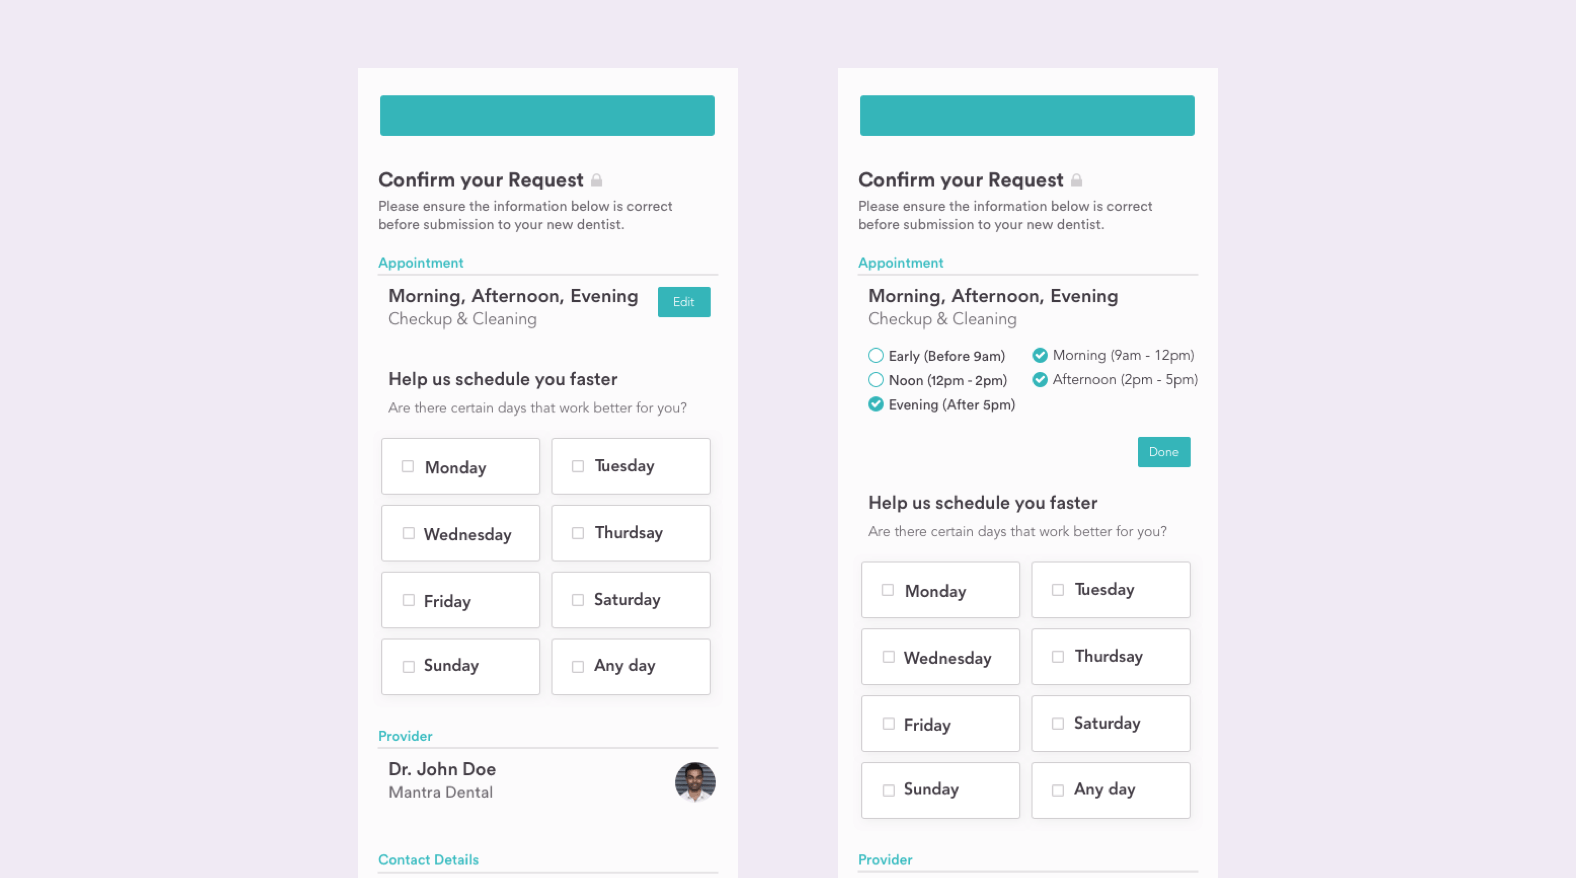 Confirm your Request
Please ensure the information below is correct
before submission to your new dentist.
Appointment
Morning, Afternoon, Evening
Edit
Checkup & Cleaning
Help us schedule you faster
Are there certain days that work better for you?
Monday
Tuesday
Wednesday
Thurdsay
Friday
Saturday
Sunday
Any day
Provider
Dr. John Doe
Mantra Dental
Contact Details
Confirm your Request
Please ensure the information below is correct
before submission to your new dentist.
Appointment
Morning, Afternoon, Evening
Checkup & Cleaning
Early (Before 9am)
Morning (9am - 12pm)
Noon (12pm - 2pm)
Afternoon (2pm - 5pm)
Evening (After 5pm)
Done
Help us schedule you faster
Are there certain days that work better for you?
Monday
Tuesday
Wednesday
Thurdsay
Friday
Saturday
Sunday
Any day
Provider